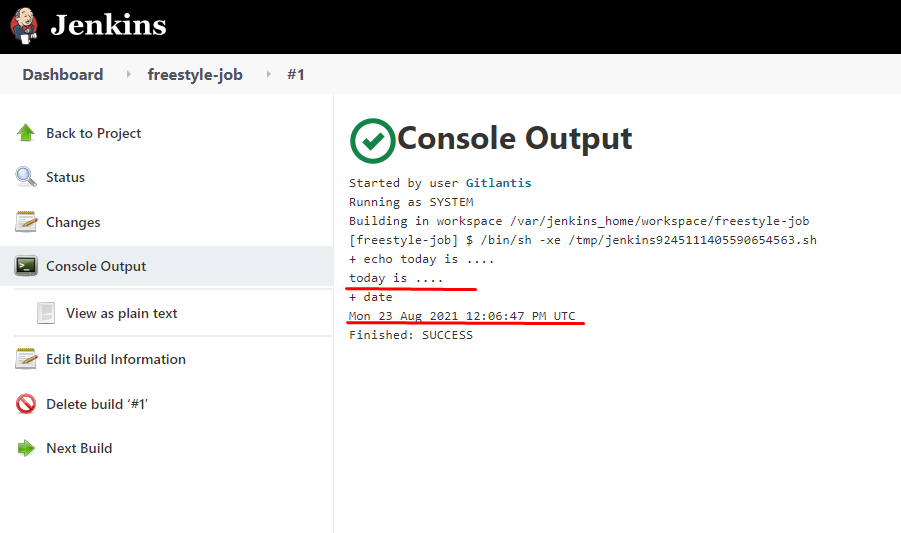 Jenkins
Dashboard freestyle-job #1
Back to Project
Status
Changes
Console Output
View as plain text
Edit Build Information
Delete build ‘#1’
Next Build
Console Output
Started by user Gitlantis
Running as SYSTEM
Building in workspace /var/jenkins_home/workspace/freestyle-job
[freestyle-job] $ /bin/sh -xe /tmp/jenkins9245111405590654563.sh
+ echo today is ....
today is ....
+ date
Mon 23 Aug 2021 12:06:47 PM UTC
Finished: SUCCESS